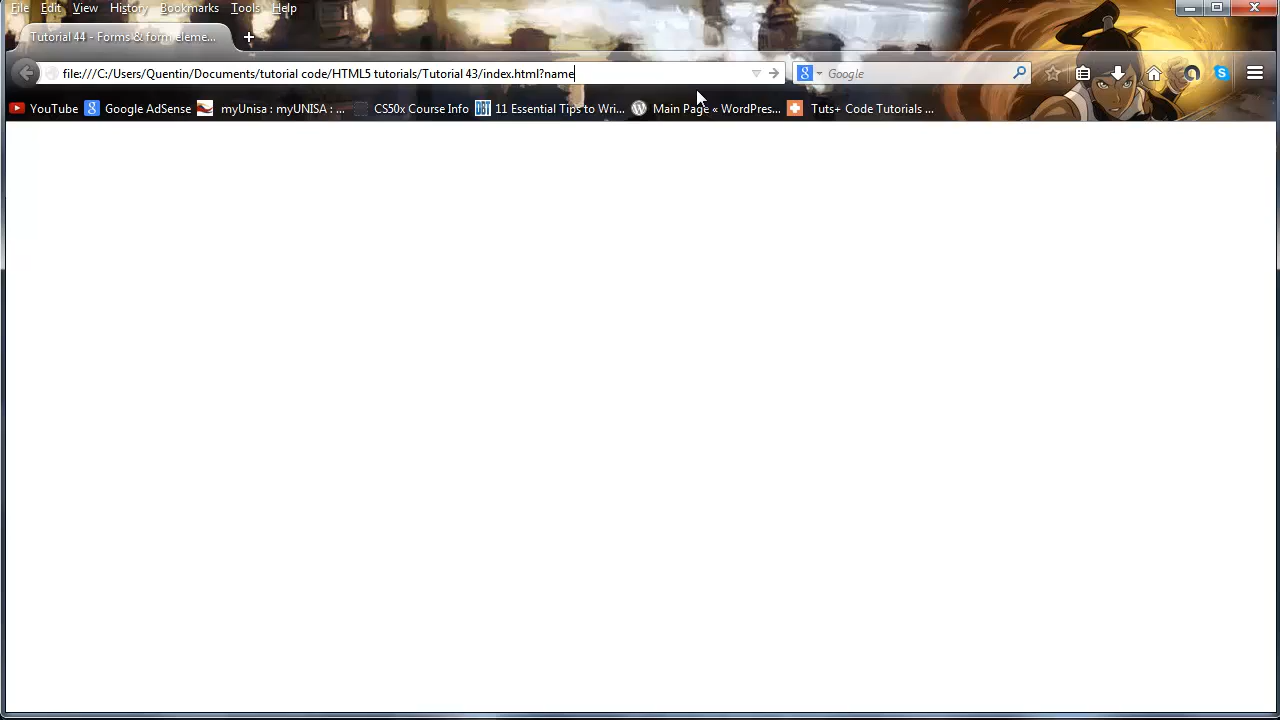 File Edit View History Bookmarks Tools Help
Tutorial 44 - Forms & form eleme...
file:///C:/Users/Quentin/Documents/tutorial code/HTML5 tutorials/Tutorial 43/index.html?name Google
YouTube Google AdSense myUnisa : myUNISA : ... CS50x Course Info DBT 11 Essential Tips to Wri... Main Page « WordPres... Tuts+ Code Tutorials ...